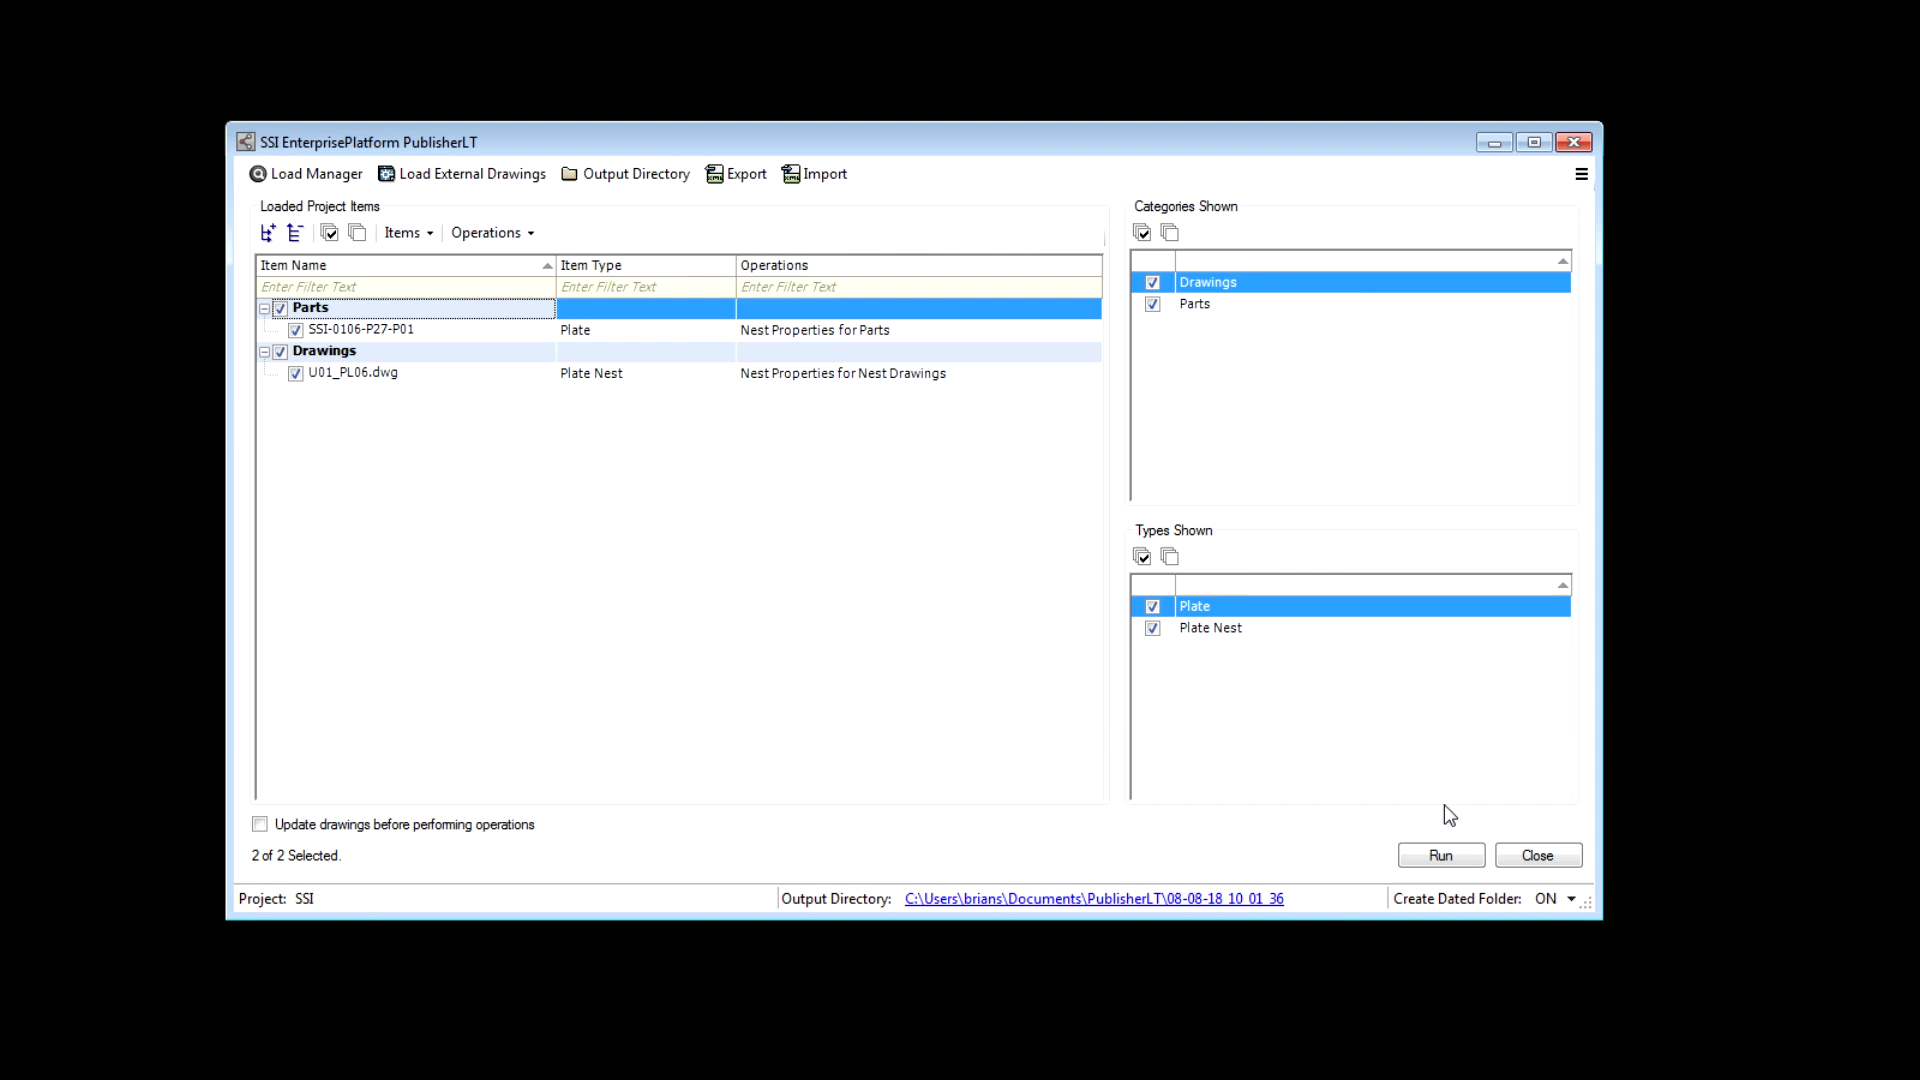 SSI EnterprisePlatform PublisherLT
Load Manager Load External Drawings Output Directory Export Import
Loaded Project Items
Items Operations
Item Name Item Type Operations
Enter Filter Text Enter Filter Text Enter Filter Text
Parts
SSI-0106-P27-P01 Plate Nest Properties for Parts
Drawings
U01_PL06.dwg Plate Nest Nest Properties for Nest Drawings
Categories Shown
Drawings
Parts
Types Shown
Plate
Plate Nest
Update drawings before performing operations
2 of 2 Selected.
Run Close
Project: SSI Output Directory: C:\Users\brians\Documents\PublisherLT\08-08-18 10 01 36 Create Dated Folder: ON